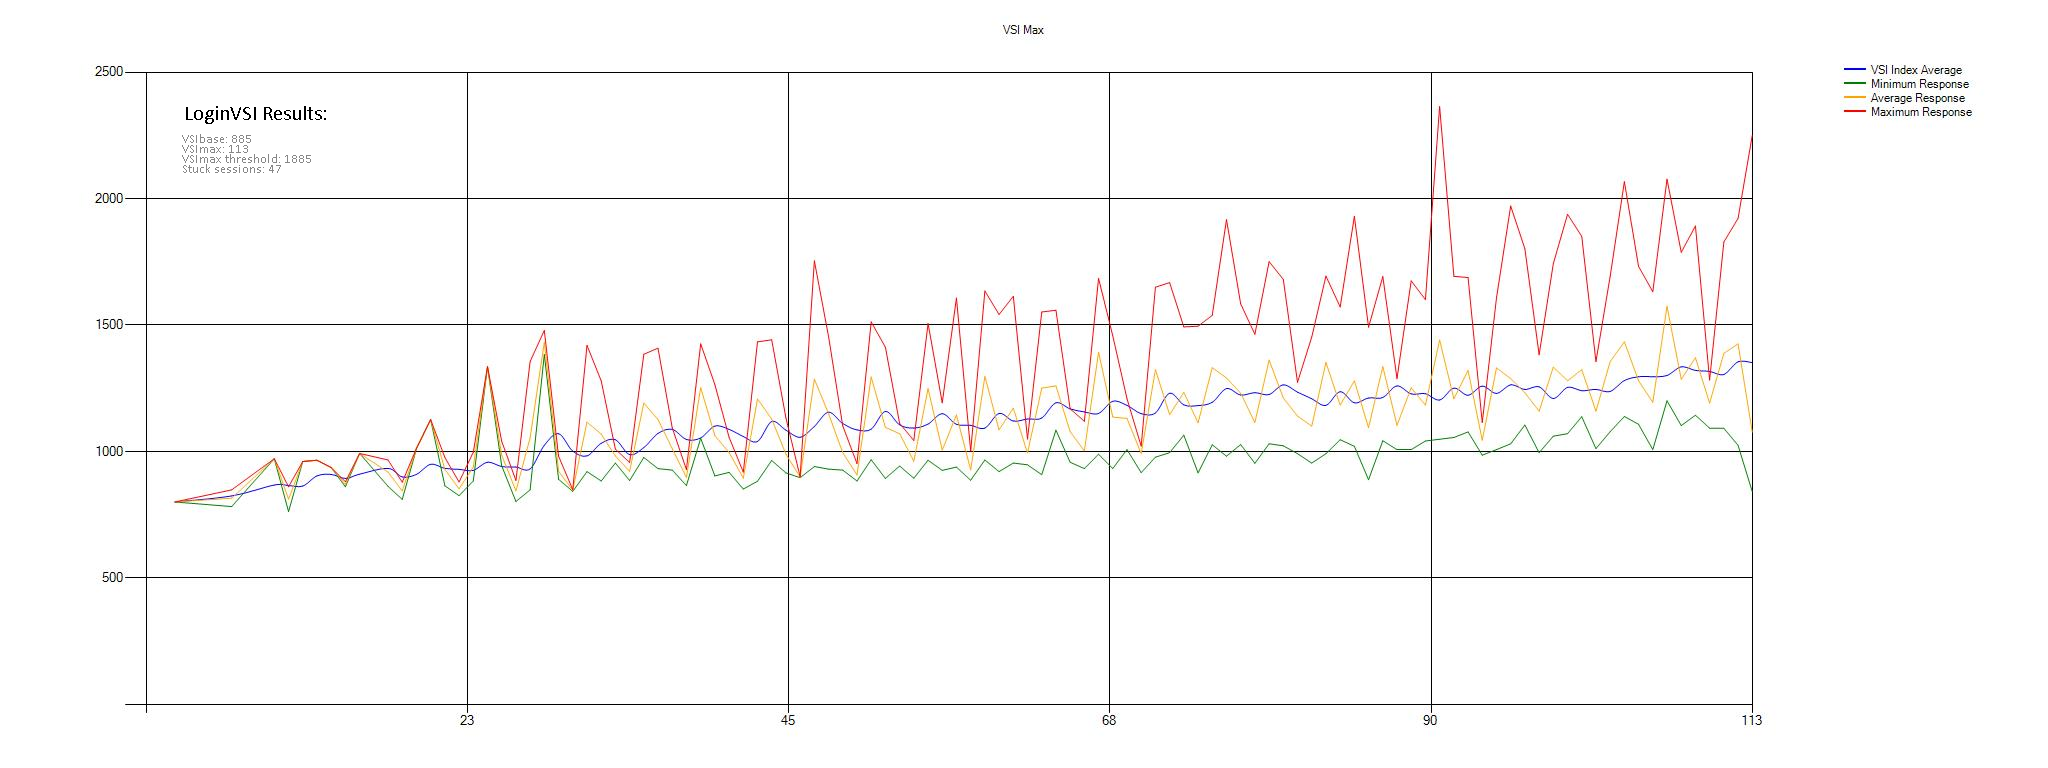 VSI Max
2500
2000
1500
1000
500
LoginVSI Results:
VSIbase: 885
VSImax: 113
VSImax threshold: 1885
Stuck sessions: 47
VSI Index Average
Minimum Response
Average Response
Maximum Response
23
45
68
90
113